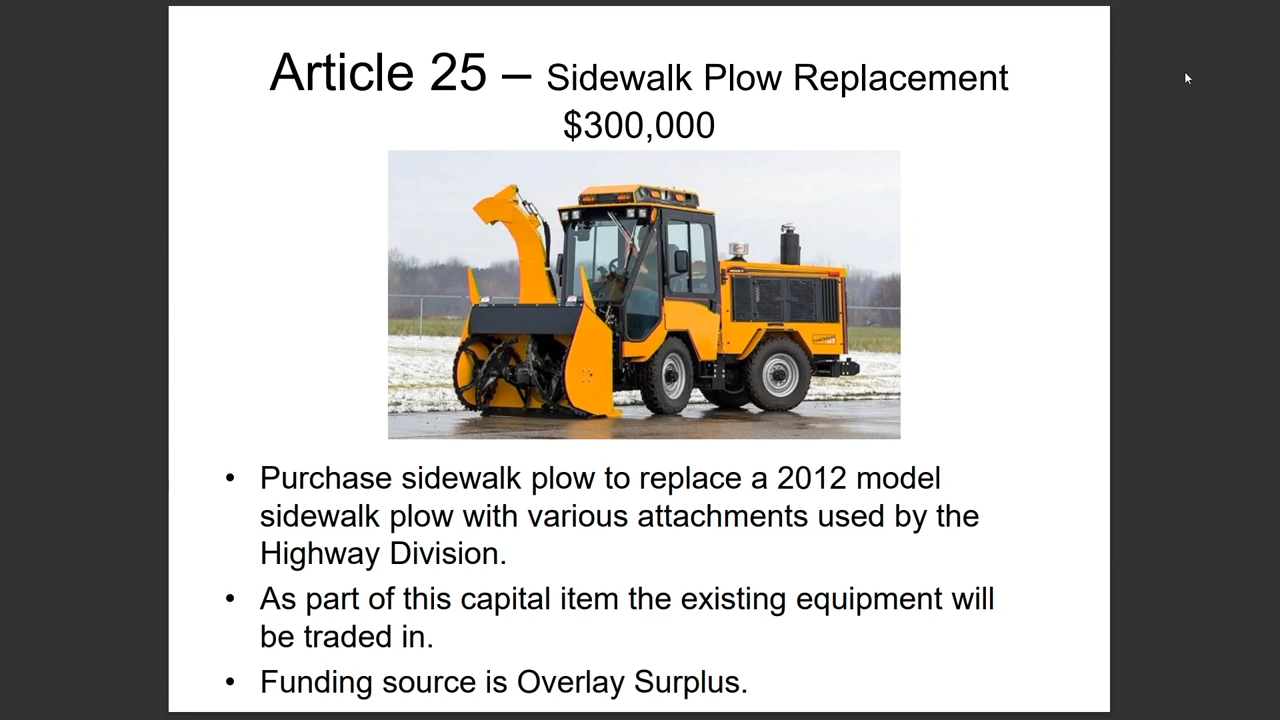 Article 25 – Sidewalk Plow Replacement
$300,000
• Purchase sidewalk plow to replace a 2012 model
sidewalk plow with various attachments used by the
Highway Division.
• As part of this capital item the existing equipment will
be traded in.
• Funding source is Overlay Surplus.